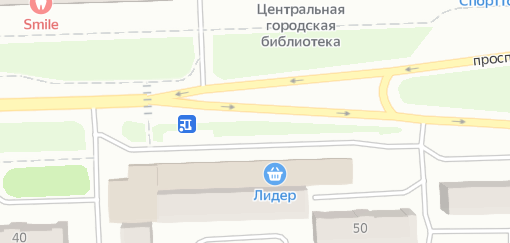 Smile
Центральная
городская
библиотека
Лидер
40
50